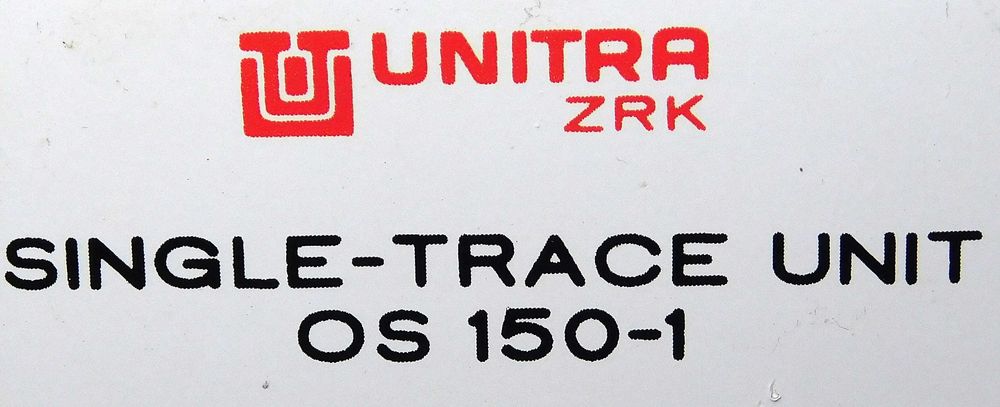 UNITRA
ZRK
SINGLE-TRACE UNIT
OS 150-1